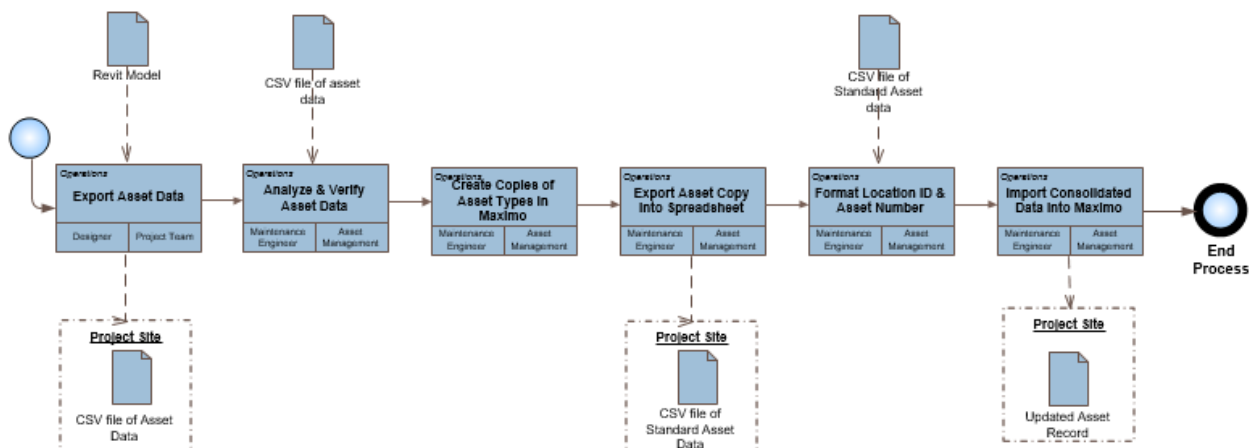 Revit Model
CSV file of asset
data
CSV file of
Standard Asset
data
Operations
Export Asset Data
Designer
Project Team
Operations
Analyze & Verify
Asset Data
Maintenance
Engineer
Asset
Management
Operations
Create Copies of
Asset Types in
Maximo
Maintenance
Engineer
Asset
Management
Operations
Export Asset Copy
Into Spreadsheet
Maintenance
Engineer
Asset
Management
Operations
Format Location ID &
Asset Number
Maintenance
Engineer
Asset
Management
Operations
Import Consolidated
Data Into Maximo
Maintenance
Engineer
Asset
Management
End
Process
Project Site
CSV file of Asset
Data
Project Site
CSV file of
Standard Asset
Data
Project Site
Updated Asset
Record